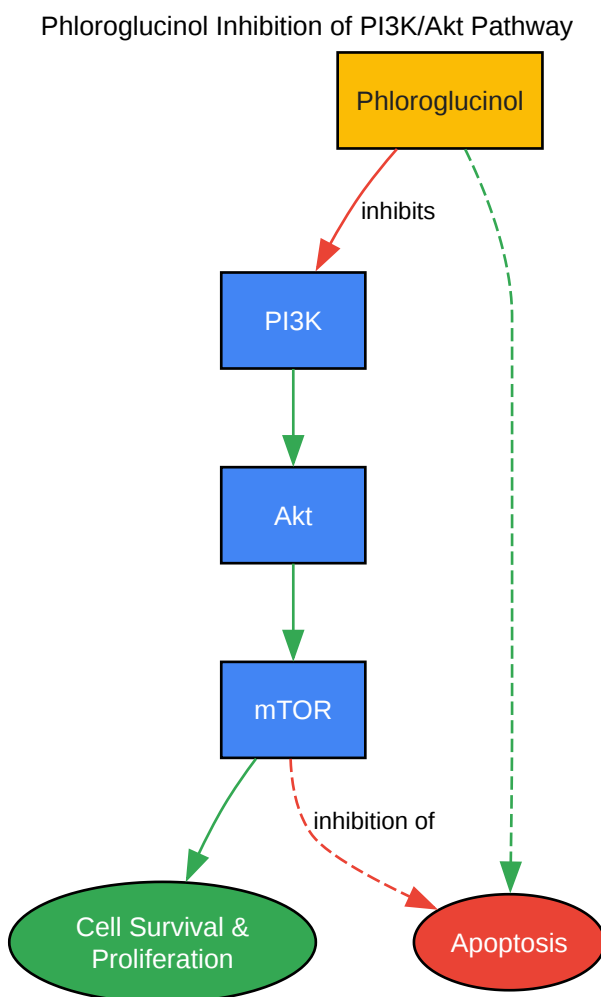 Phloroglucinol Inhibition of PI3K/Akt Pathway
Phloroglucinol
inhibits
PI3K
Akt
mTOR
inhibition of
Cell Survival &
Proliferation
Apoptosis